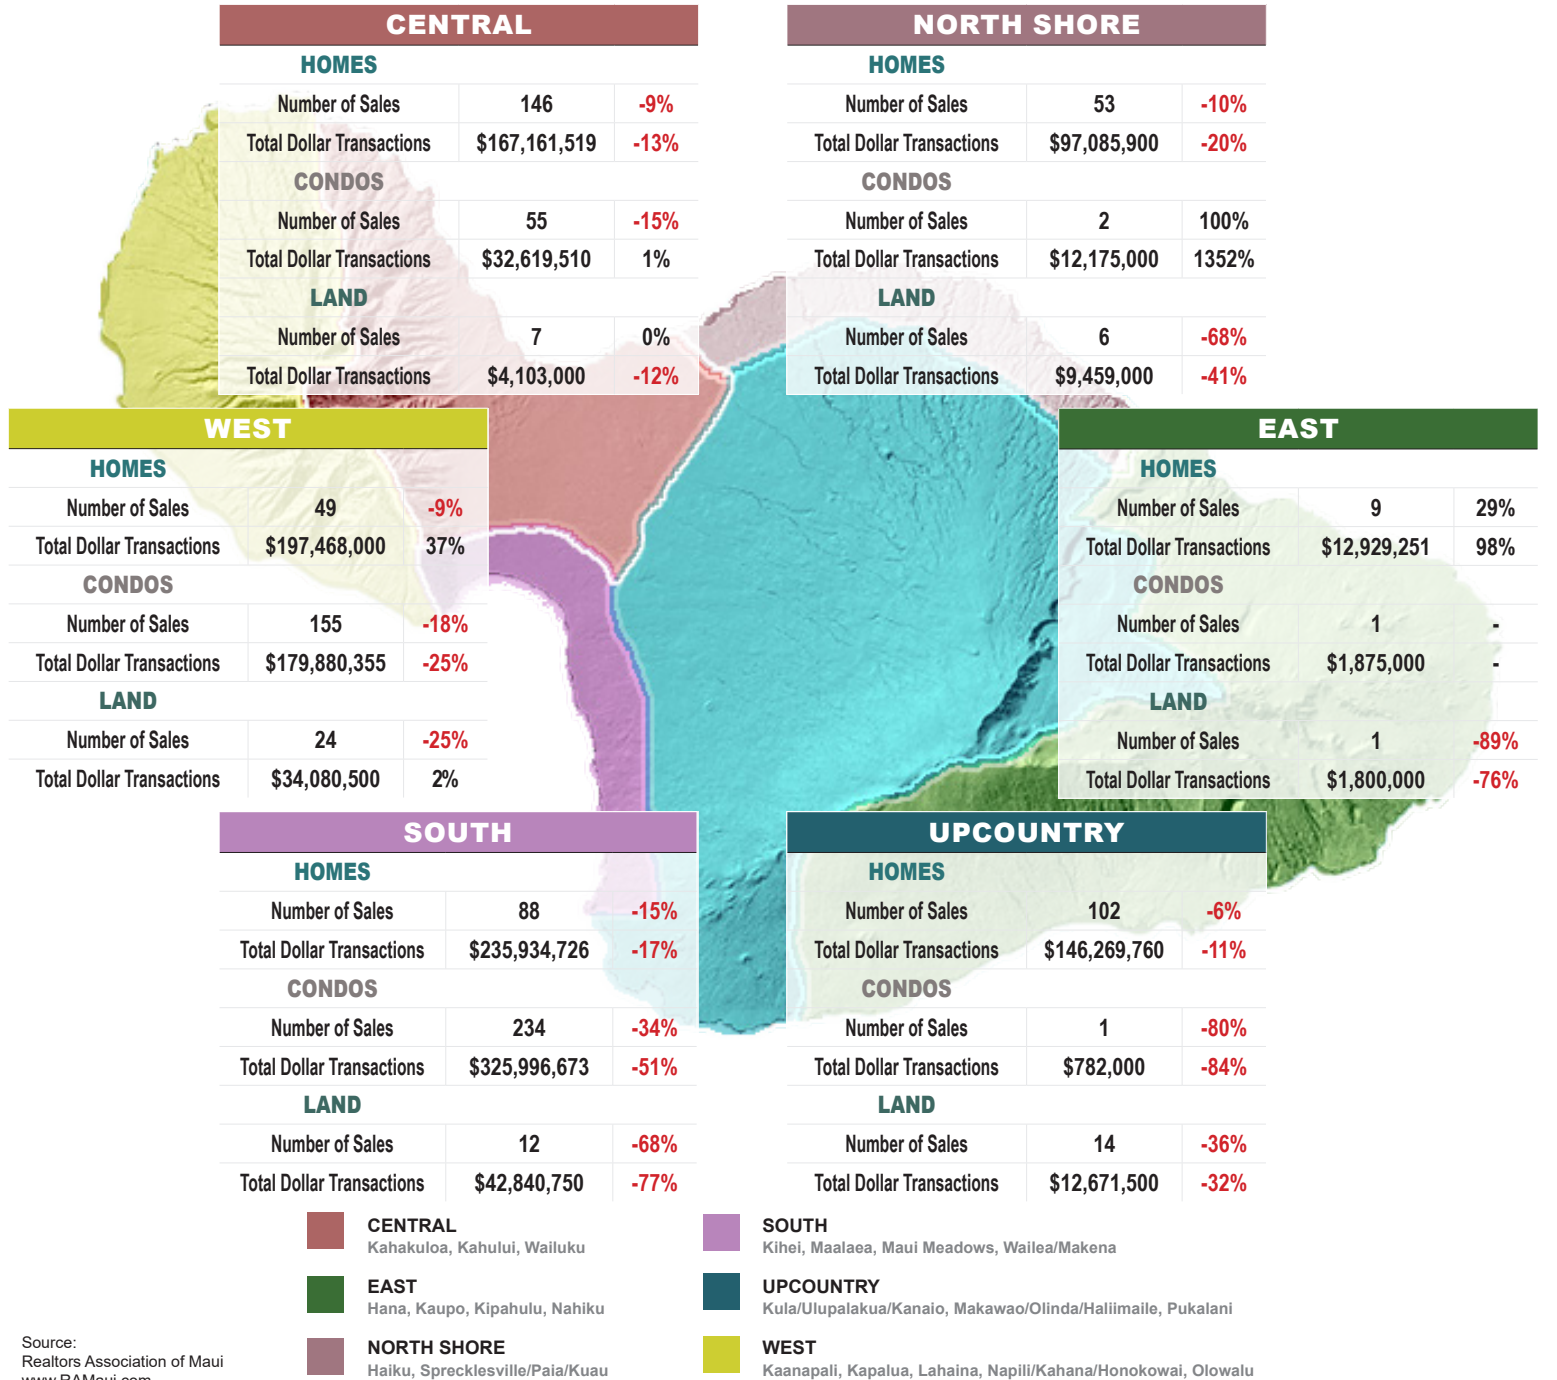 CENTRAL
HOMES
Number of Sales 146 -9%
Total Dollar Transactions $167,161,519 -13%
CONDOS
Number of Sales 55 -15%
Total Dollar Transactions $32,619,510 1%
LAND
Number of Sales 7 0%
Total Dollar Transactions $4,103,000 -12%
NORTH SHORE
HOMES
Number of Sales 53 -10%
Total Dollar Transactions $97,085,900 -20%
CONDOS
Number of Sales 2 100%
Total Dollar Transactions $12,175,000 1352%
LAND
Number of Sales 6 -68%
Total Dollar Transactions $9,459,000 -41%
WEST
HOMES
Number of Sales 49 -9%
Total Dollar Transactions $197,468,000 37%
CONDOS
Number of Sales 155 -18%
Total Dollar Transactions $179,880,355 -25%
LAND
Number of Sales 24 -25%
Total Dollar Transactions $34,080,500 2%
EAST
HOMES
Number of Sales 9 29%
Total Dollar Transactions $12,929,251 98%
CONDOS
Number of Sales 1 -
Total Dollar Transactions $1,875,000 -
LAND
Number of Sales 1 -89%
Total Dollar Transactions $1,800,000 -76%
SOUTH
HOMES
Number of Sales 88 -15%
Total Dollar Transactions $235,934,726 -17%
CONDOS
Number of Sales 234 -34%
Total Dollar Transactions $325,996,673 -51%
LAND
Number of Sales 12 -68%
Total Dollar Transactions $42,840,750 -77%
UPCOUNTRY
HOMES
Number of Sales 102 -6%
Total Dollar Transactions $146,269,760 -11%
CONDOS
Number of Sales 1 -80%
Total Dollar Transactions $782,000 -84%
LAND
Number of Sales 14 -36%
Total Dollar Transactions $12,671,500 -32%
CENTRAL
Kahakuloa, Kahului, Wailuku
EAST
Hana, Kaupo, Kipahulu, Nahiku
NORTH SHORE
Haiku, Sprecklesville/Paia/Kuau
SOUTH
Kihei, Maalaea, Maui Meadows, Wailea/Makena
UPCOUNTRY
Kula/Ulupalakua/Kanaio, Makawao/Olinda/Haliimaile, Pukalani
WEST
Kaanapali, Kapalua, Lahaina, Napili/Kahana/Honokowai, Olowalu
Source:
Realtors Association of Maui
www.RAMaui.com